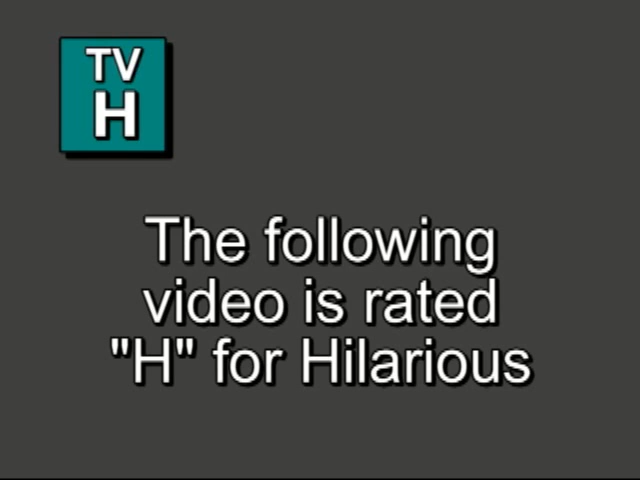 TV
H
The following
video is rated
"H" for Hilarious